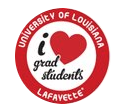 UNIVERSITY OF LOUISIANA
i
grad
students
LAFAYETTE